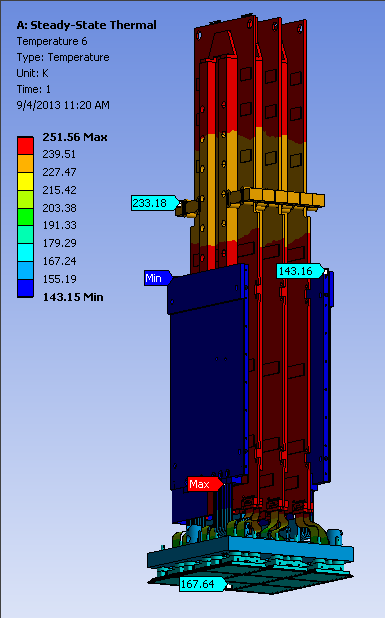 A: Steady-State Thermal
Temperature 6
Type: Temperature
Unit: K
Time: 1
9/4/2013 11:20 AM
251.56 Max
239.51
227.47
215.42
203.38
191.33
179.29
167.24
155.19
143.15 Min
233.18
143.16
Min
Max
167.64